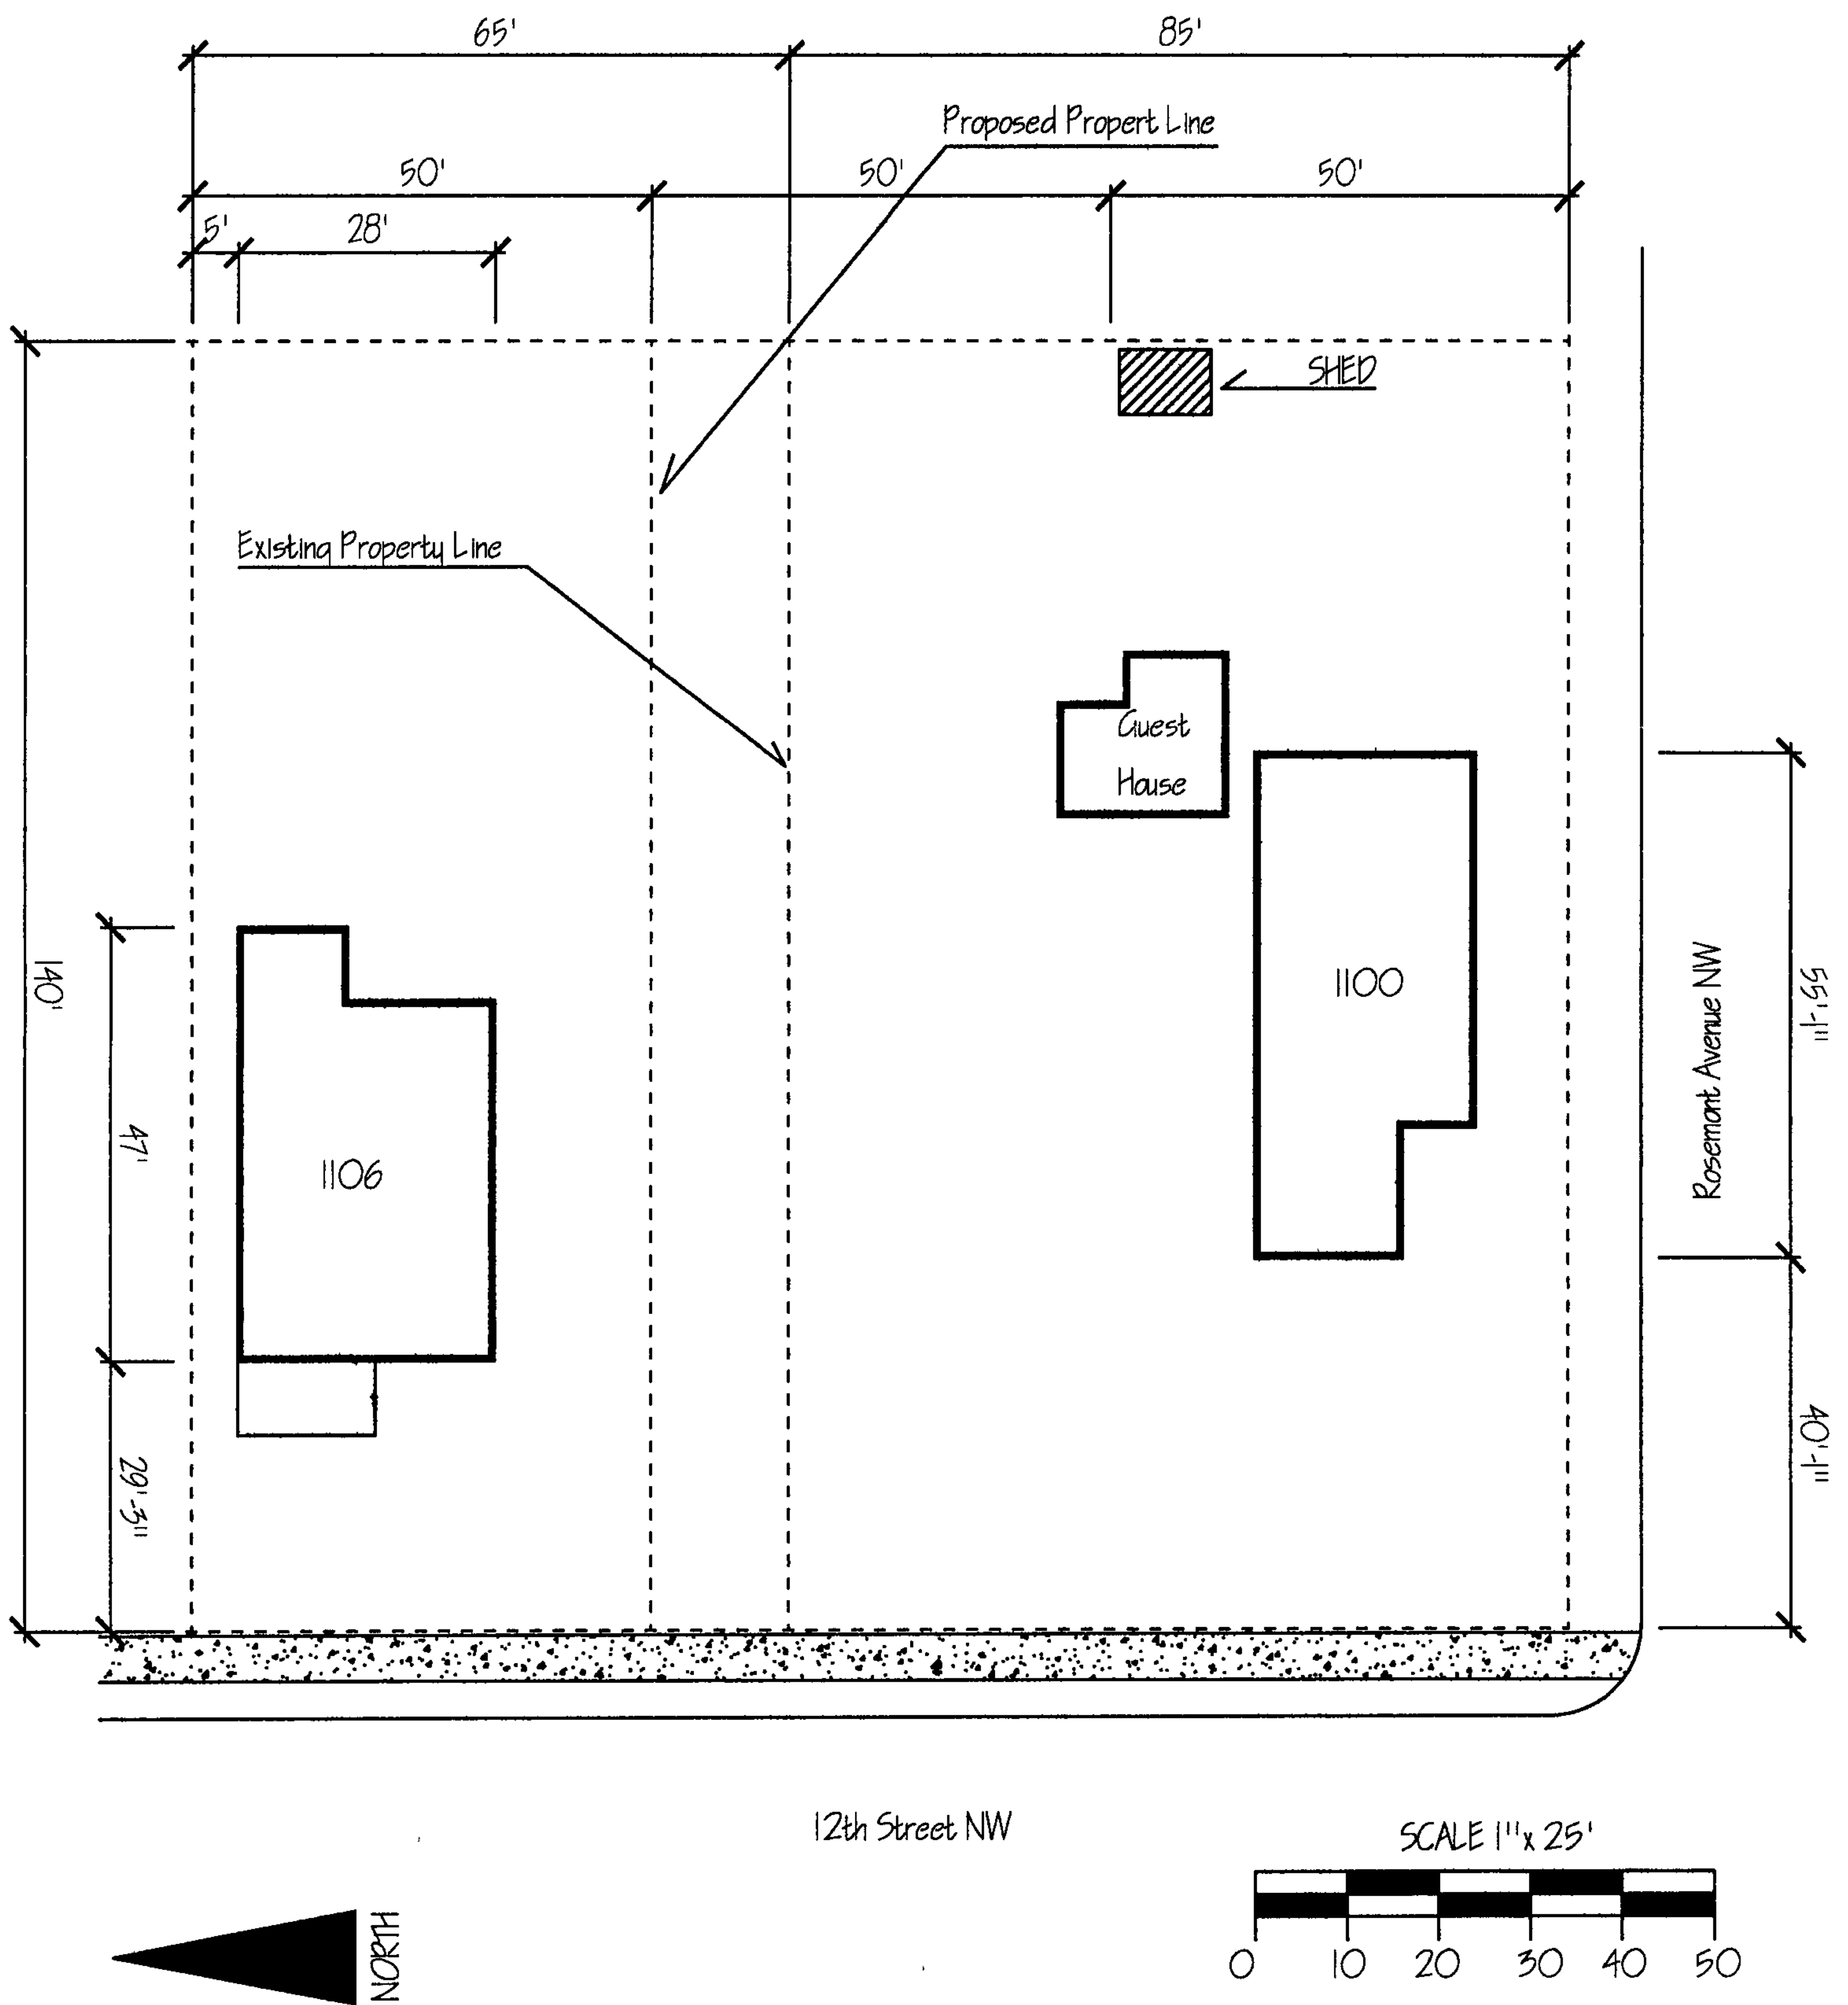 65'
85'
Proposed Propert Line
50'
50'
50'
5'
28'
SHED
Existing Property Line
Guest
House
140'
1100
Rosemont Avenue NW
55'-1"
47'
1106
29'-3"
40'-1"
12th Street NW
SCALE 1"x 25'
NORTH
0 10 20 30 40 50